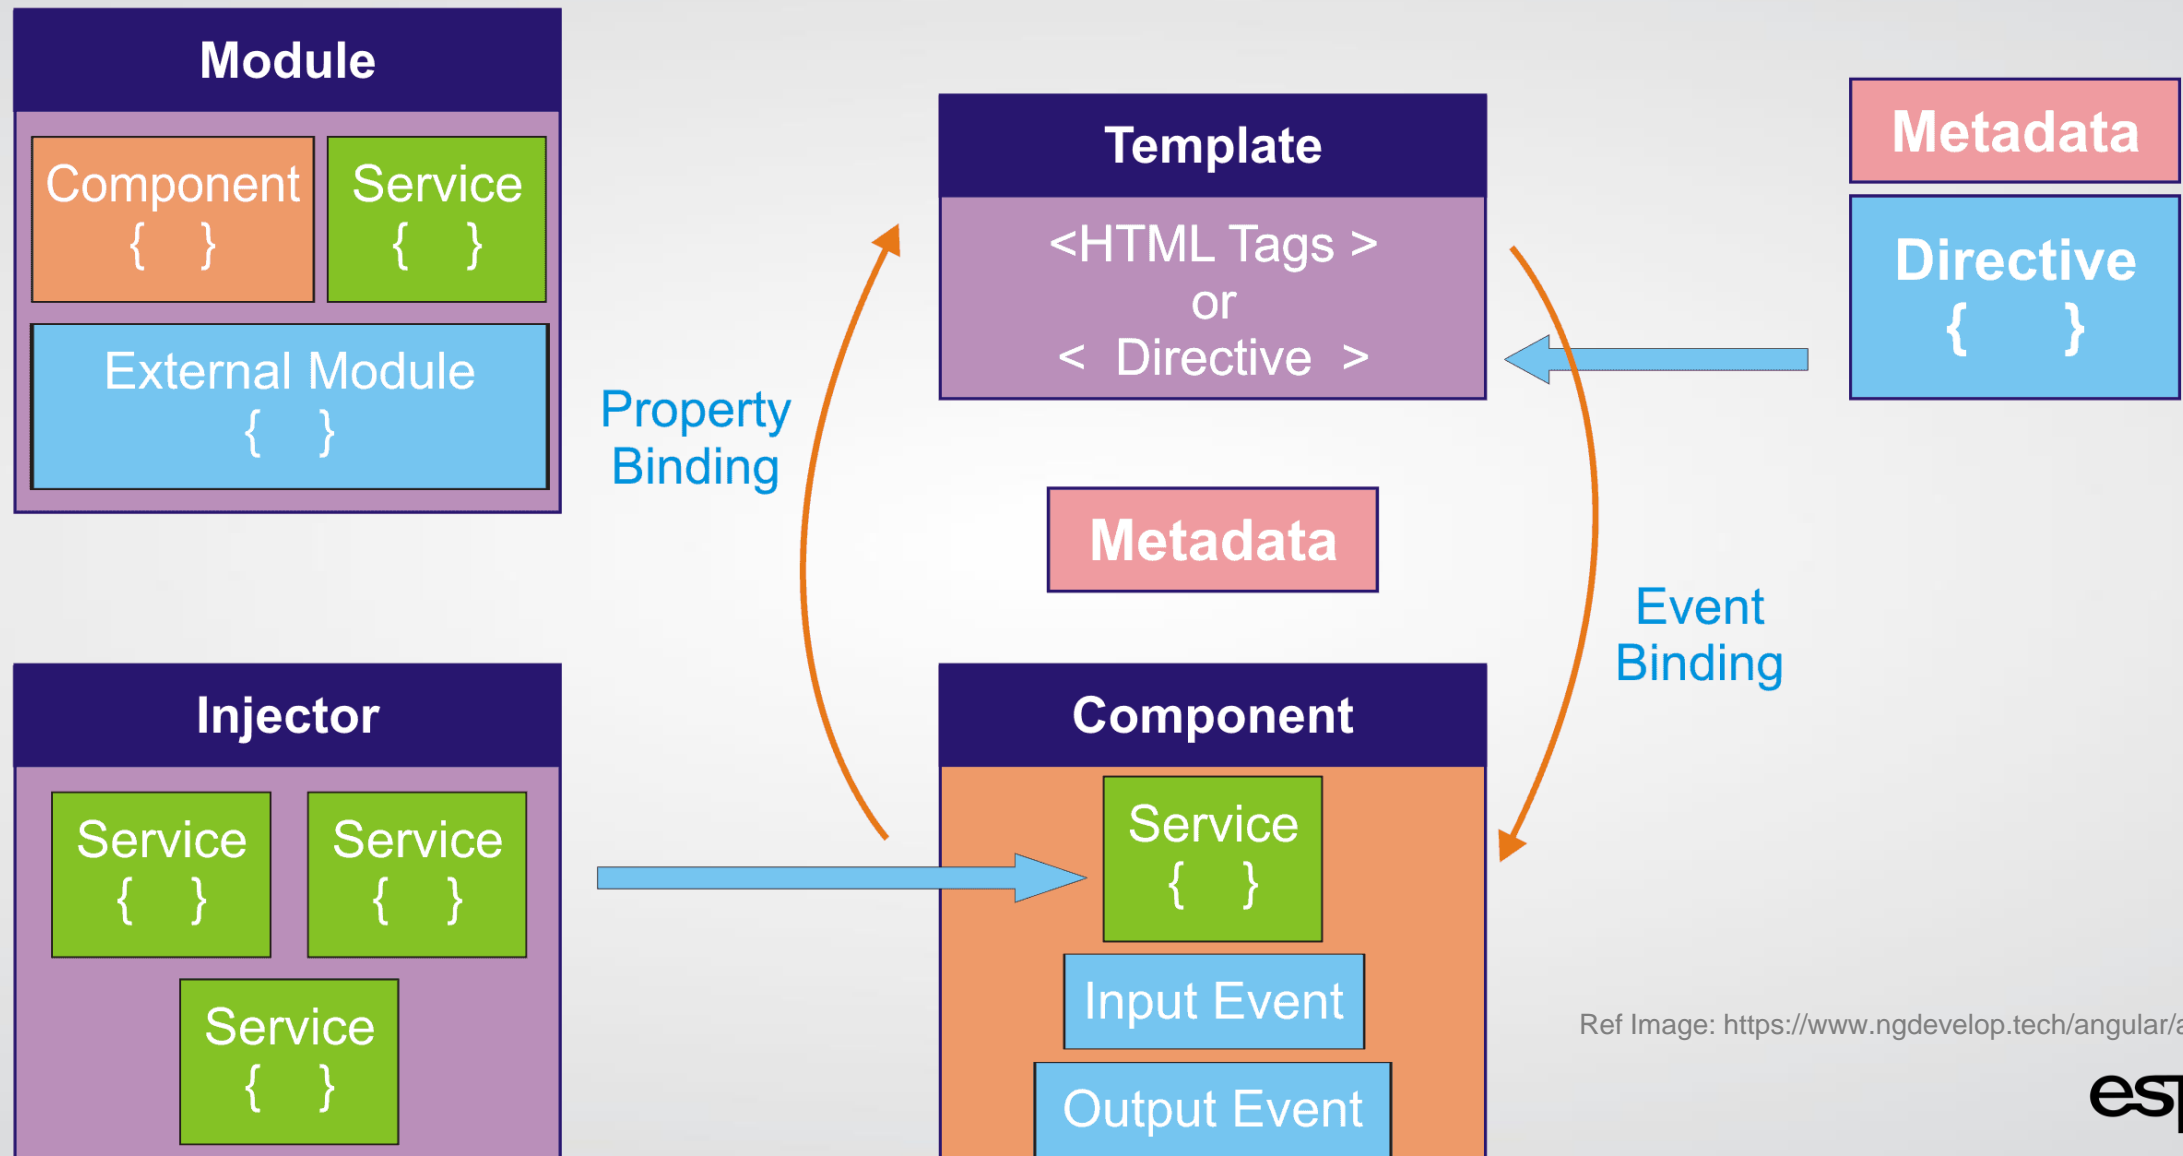 Module
Component
{ }
Service
{ }
External Module
{ }
Property
Binding
Template
<HTML Tags >
or
< Directive >
Metadata
Directive
{ }
Metadata
Event
Binding
Injector
Service
{ }
Service
{ }
Service
{ }
Component
Service
{ }
Input Event
Output Event
Ref Image: https://www.ngdevelop.tech/angular/